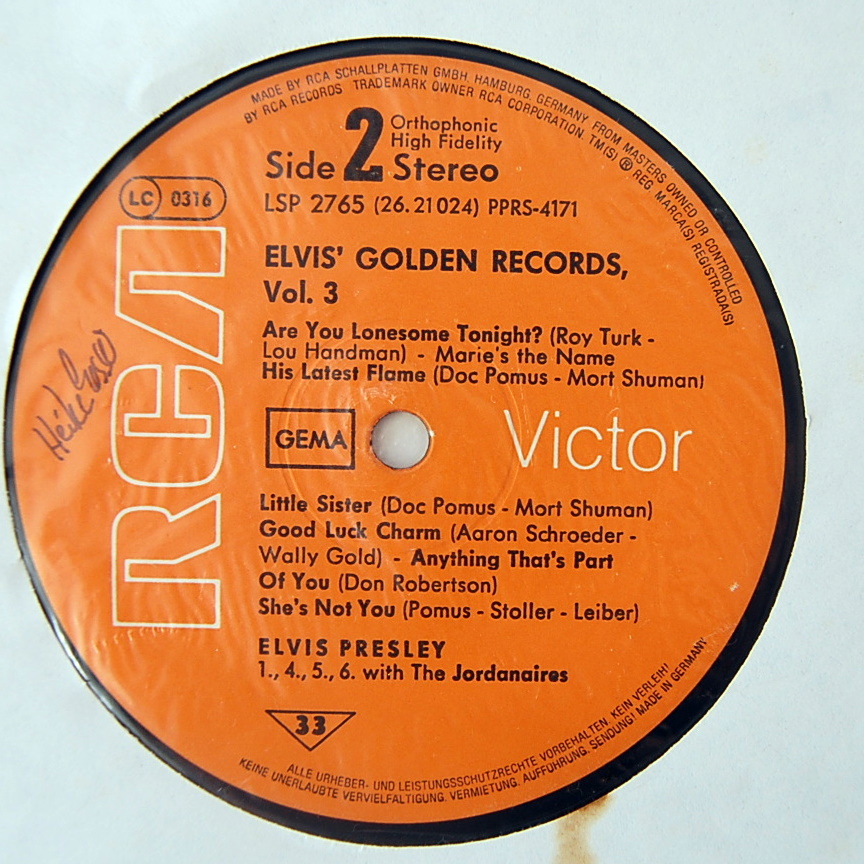 MADE BY RCA SCHALLPLATTEN GMBH, HAMBURG, GERMANY FROM MASTERS OWNED OR CONTROLLED
BY RCA RECORDS TRADEMARK OWNER RCA CORPORATION. TM(S) ® REG. MARCA(S) REGISTRADA(S)
Side 2 Orthophonic
High Fidelity
Stereo
LC 0316
LSP 2765 (26.21024) PPRS-4171
RCA
ELVIS' GOLDEN RECORDS,
Vol. 3
Are You Lonesome Tonight? (Roy Turk -
Lou Handman) - Marie's the Name
His Latest Flame (Doc Pomus - Mort Shuman)
GEMA
Victor
Little Sister (Doc Pomus - Mort Shuman)
Good Luck Charm (Aaron Schroeder -
Wally Gold) - Anything That's Part
Of You (Don Robertson)
She's Not You (Pomus - Stoller - Leiber)
ELVIS PRESLEY
1., 4., 5., 6. with The Jordanaires
33
ALLE URHEBER- UND LEISTUNGSSCHUTZRECHTE VORBEHALTEN. KEIN VERLEIH!
KEINE UNERLAUBTE VERVIELFÄLTIGUNG, VERMIETUNG, AUFFÜHRUNG, SENDUNG! MADE IN GERMANY